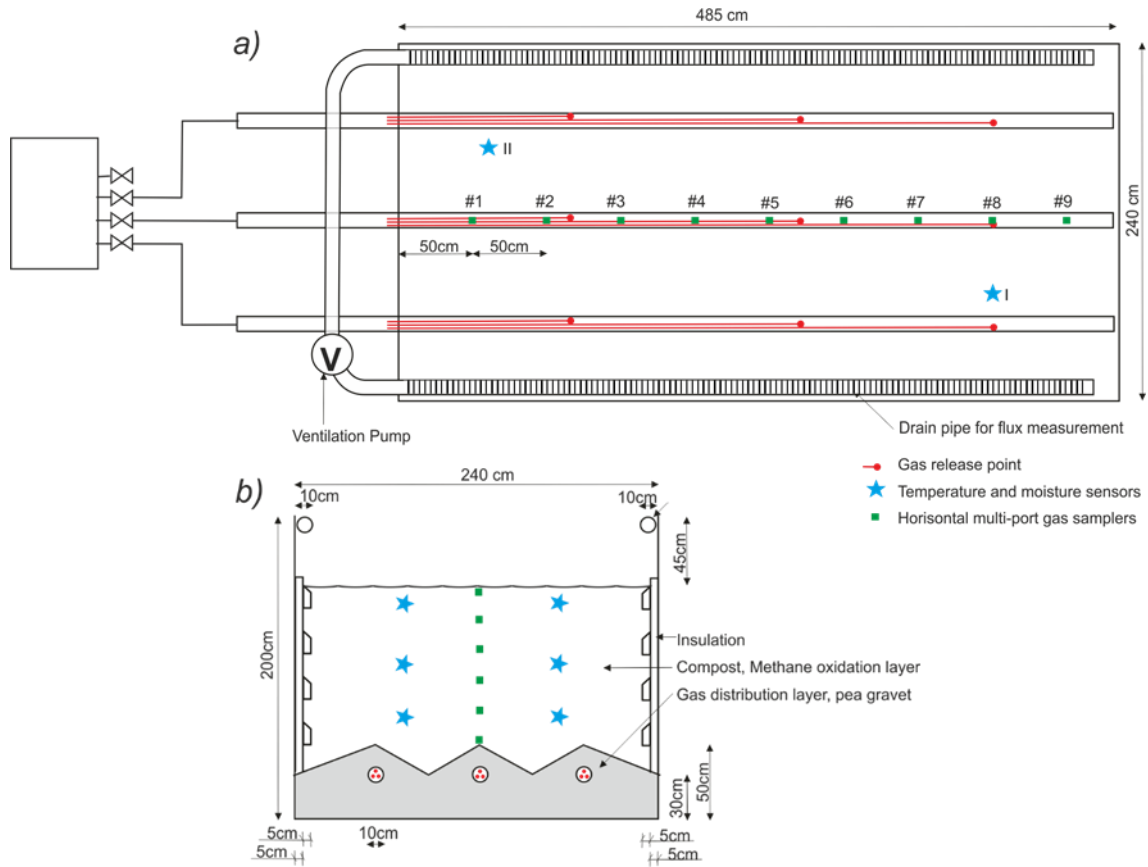 485 cm
a)
II
#1 #2 #3 #4 #5 #6 #7 #8 #9
50cm 50cm
240 cm
I
V
Ventilation Pump
Drain pipe for flux measurement
Gas release point
Temperature and moisture sensors
Horisontal multi-port gas samplers
b)
240 cm
10cm 10cm
45cm
200cm
Insulation
Compost, Methane oxidation layer
Gas distribution layer, pea gravet
30cm
50cm
5cm 10cm 5cm
5cm 5cm